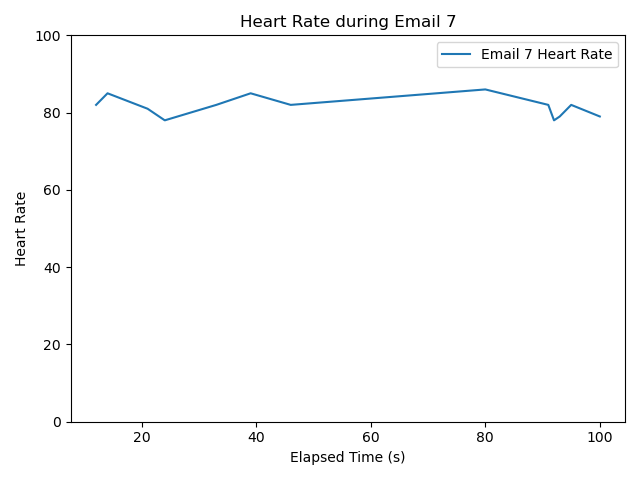 Heart Rate during Email 7
Email 7 Heart Rate
100
80
60
40
20
0
Heart Rate
20 40 60 80 100
Elapsed Time (s)